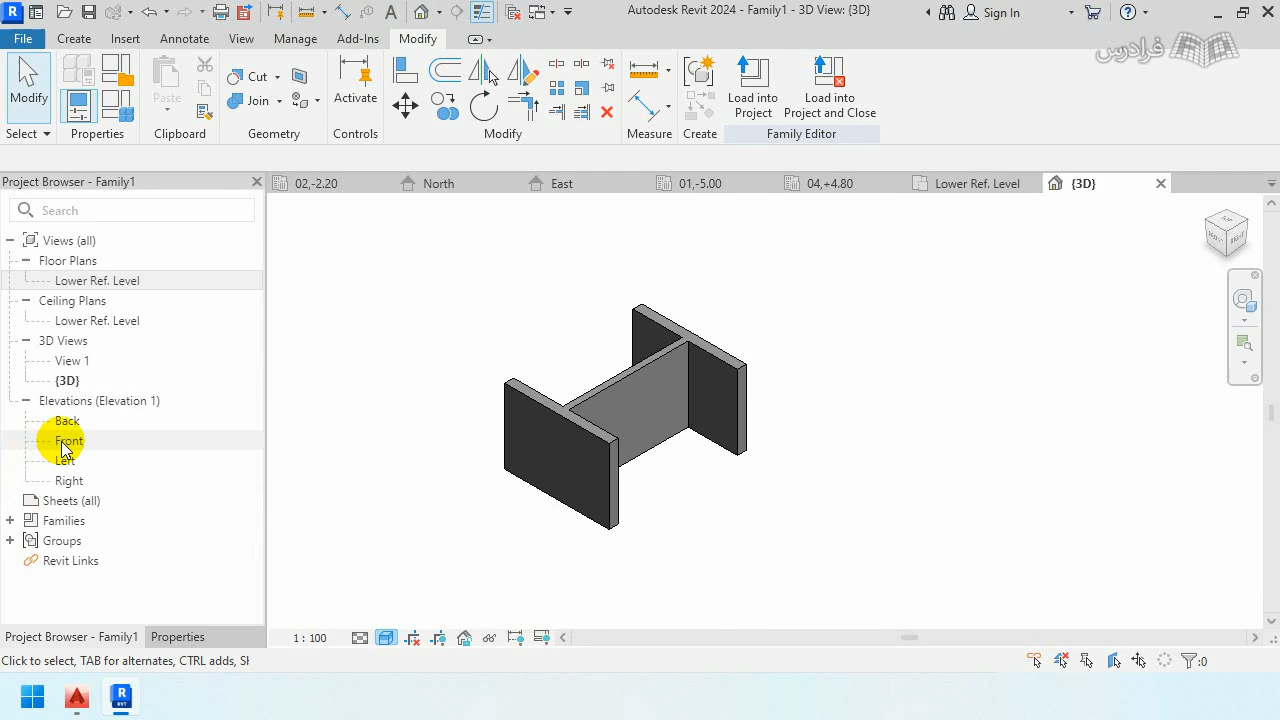 Autodesk Revit 2024 - Family1 - 3D View: {3D}
Sign In
File
Create
Insert
Annotate
View
Manage
Add-Ins
Modify
فرادرس
Modify
Paste
Cut
Join
Activate
Load into
Project
Load into
Project and Close
Select
Properties
Clipboard
Geometry
Controls
Modify
Measure
Create
Family Editor
Project Browser - Family1
02,-2.20
North
East
01,-5.00
04,+4.80
Lower Ref. Level
{3D}
Search
Views (all)
Floor Plans
Lower Ref. Level
Ceiling Plans
Lower Ref. Level
3D Views
View 1
{3D}
Elevations (Elevation 1)
Back
Front
Left
Right
Sheets (all)
Families
Groups
Revit Links
Project Browser - Family1
Properties
1 : 100
Click to select, TAB for alternates, CTRL adds, SH
:0